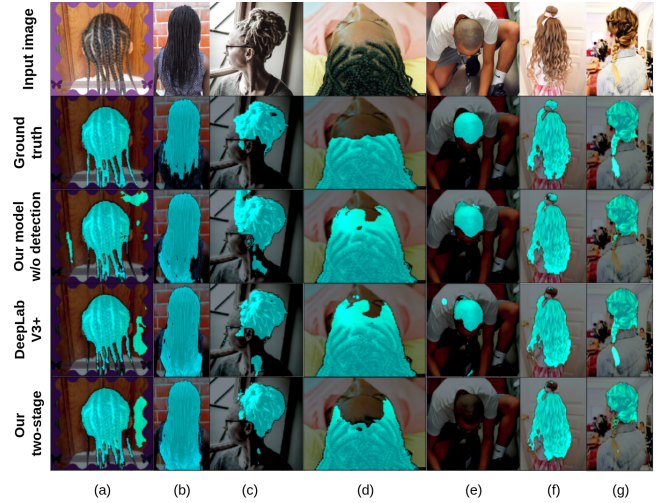 Input image
Ground
truth
Our model
w/o detection
DeepLab
V3+
Our
two-stage
(a) (b) (c) (d) (e) (f) (g)